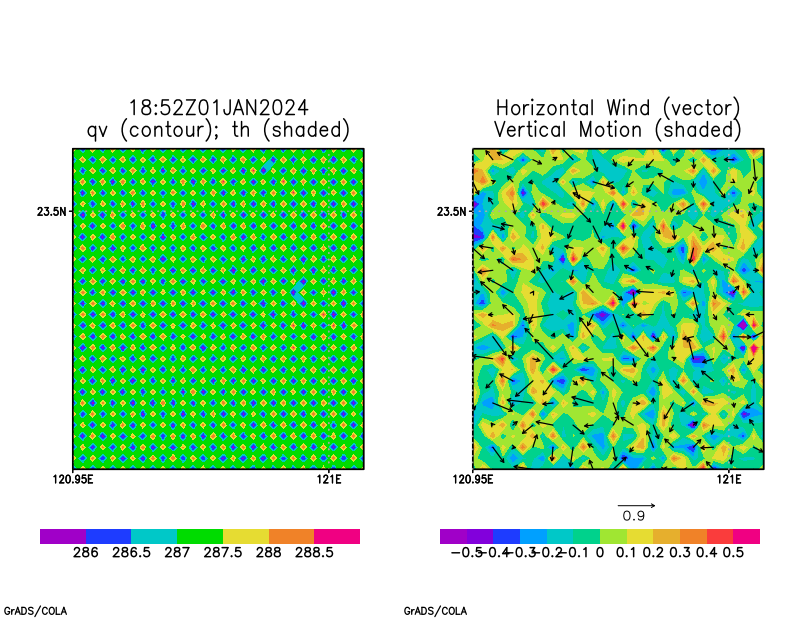 18:52Z01JAN2024
qv (contour); th (shaded)
23.5N
120.95E
121E
286 286.5 287 287.5 288 288.5
GrADS/COLA
Horizontal Wind (vector)
Vertical Motion (shaded)
23.5N
120.95E
121E
0.9
-0.5 -0.4 -0.3 -0.2 -0.1 0 0.1 0.2 0.3 0.4 0.5
GrADS/COLA